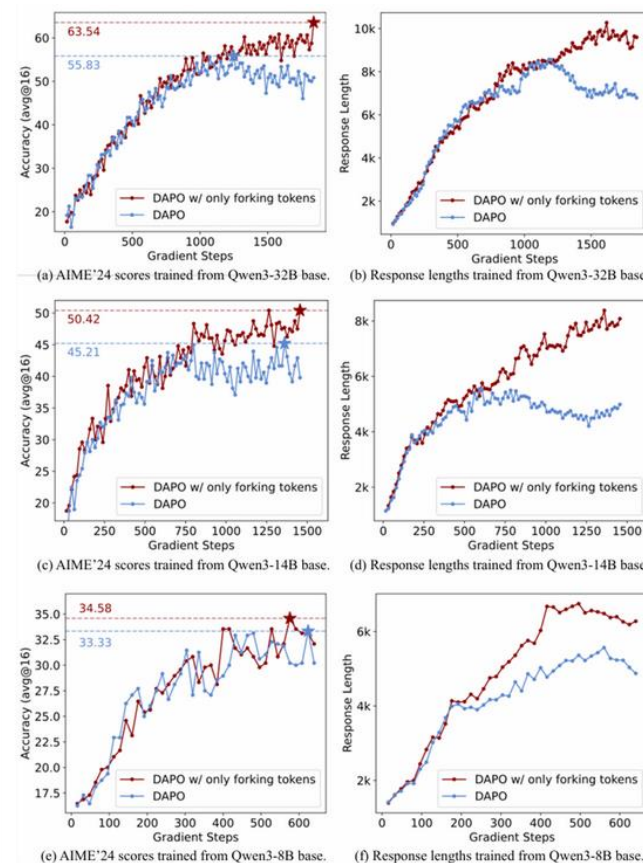 63.54
55.83
60
50
40
30
20
Accuracy (avg@16)
DAPO w/ only forking tokens
DAPO
0
500
1000
1500
Gradient Steps
(a) AIME'24 scores trained from Qwen3-32B base.
10k
8k
6k
4k
2k
Response Length
DAPO w/ only forking tokens
DAPO
0
500
1000
1500
Gradient Steps
(b) Response lengths trained from Qwen3-32B base
50.42
45.21
50
45
40
35
30
25
20
Accuracy (avg@16)
DAPO w/ only forking tokens
DAPO
0
250
500
750
1000
1250
1500
Gradient Steps
(c) AIME'24 scores trained from Qwen3-14B base.
8k
6k
4k
2k
Response Length
DAPO w/ only forking tokens
DAPO
0
250
500
750
1000
1250
1500
Gradient Steps
(d) Response lengths trained from Qwen3-14B base
34.58
33.33
35.0
32.5
30.0
27.5
25.0
22.5
20.0
17.5
Accuracy (avg@16)
DAPO w/ only forking tokens
DAPO
0
200
400
600
Gradient Steps
(e) AIME'24 scores trained from Qwen3-8B base.
6k
4k
2k
Response Length
DAPO w/ only forking tokens
DAPO
0
100
200
300
400
500
600
Gradient Steps
(f) Response lengths trained from Qwen3-8B base.